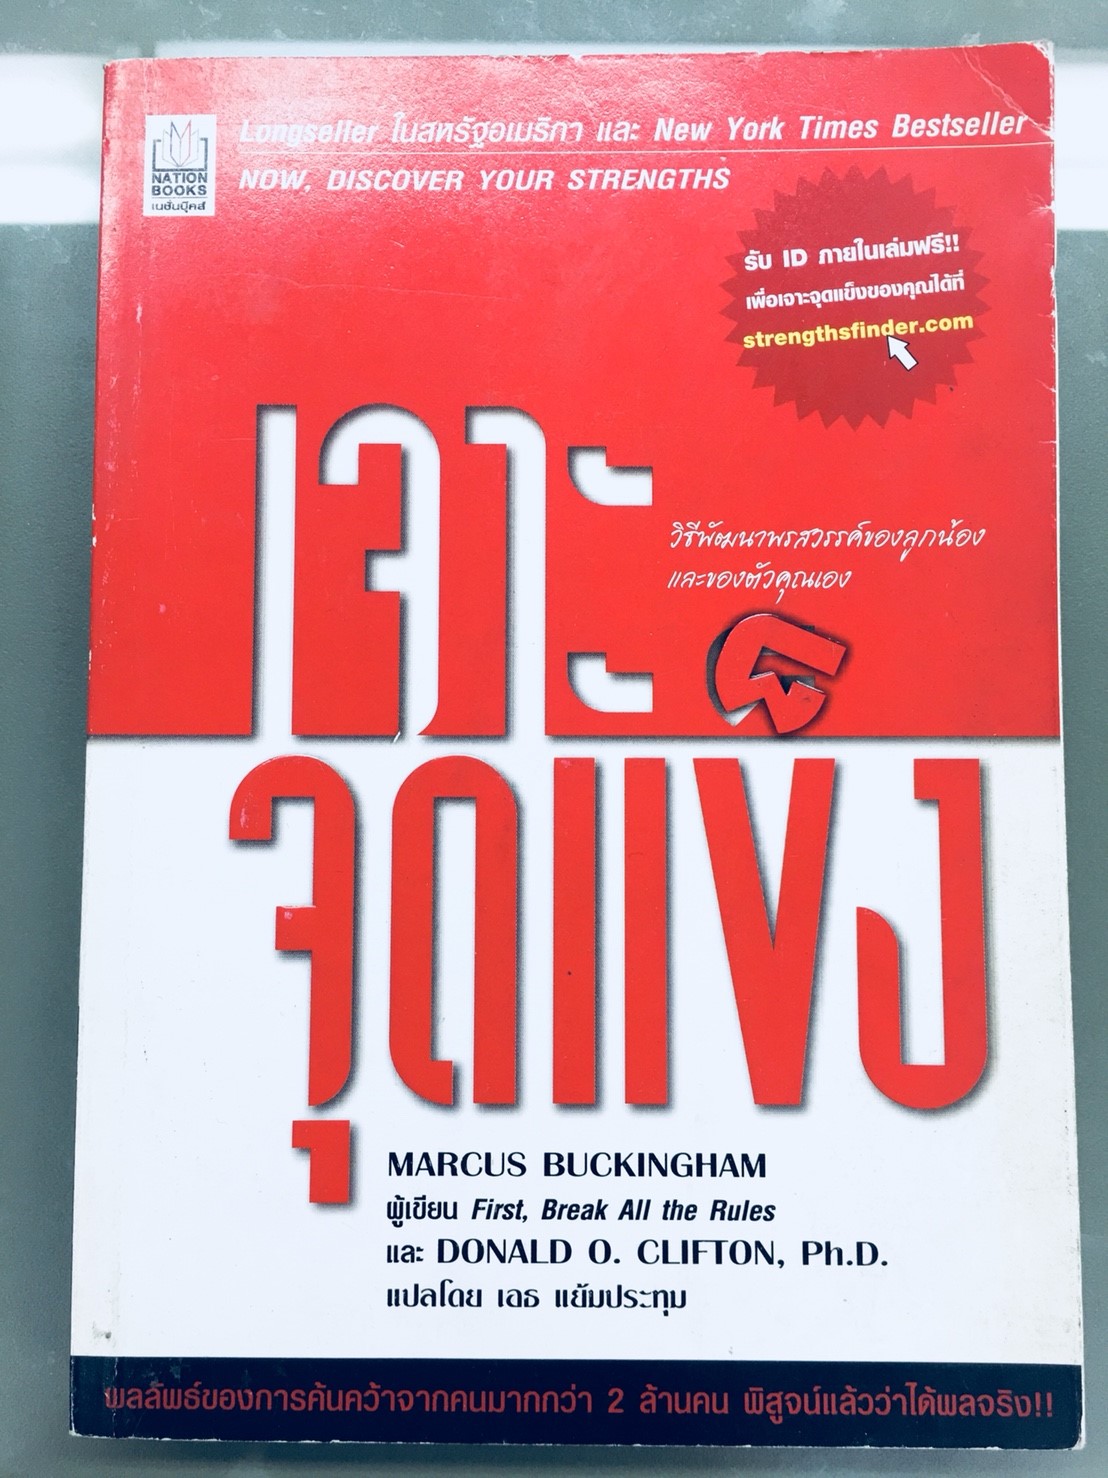 Longseller ในสหรัฐอเมริกา และ New York Times Bestseller
NOW, DISCOVER YOUR STRENGTHS
NATION
BOOKS
เนชั่นบุ๊คส์
รับ ID ภายในเล่มฟรี!!
เพื่อเจาะจุดแข็งของคุณได้ที่
strengthsfinder.com
เจาะ
วิธีพัฒนาพรสวรรค์ของลูกน้อง
และของตัวคุณเอง
จุดแข็ง
MARCUS BUCKINGHAM
ผู้เขียน First, Break All the Rules
และ DONALD O. CLIFTON, Ph.D.
แปลโดย เฉธ แย้มประทุม
ผลลัพธ์ของการค้นคว้าจากคนมากกว่า 2 ล้านคน พิสูจน์แล้วว่าได้ผลจริง!!